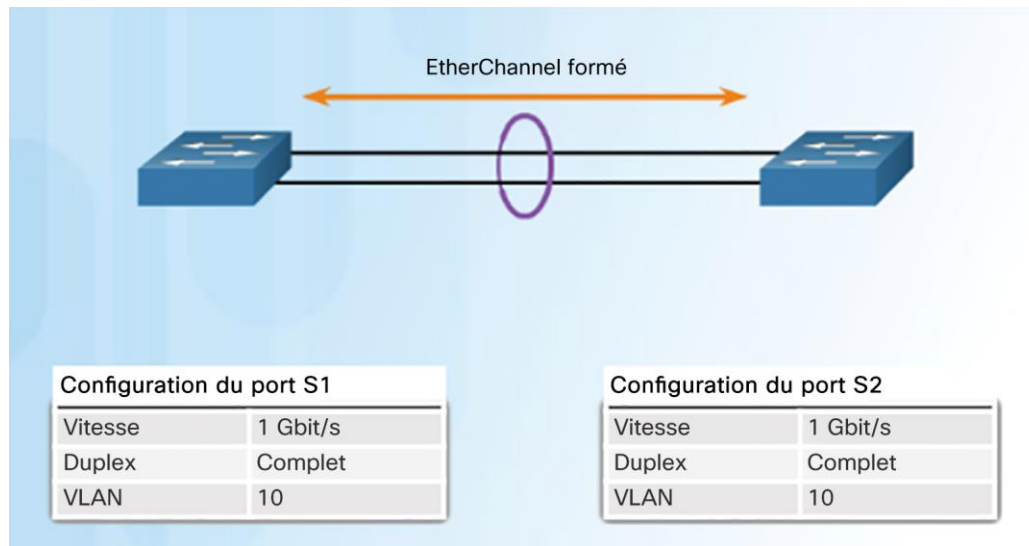 EtherChannel formé
Configuration du port S1
Vitesse 1 Gbit/s
Duplex Complet
VLAN 10
Configuration du port S2
Vitesse 1 Gbit/s
Duplex Complet
VLAN 10